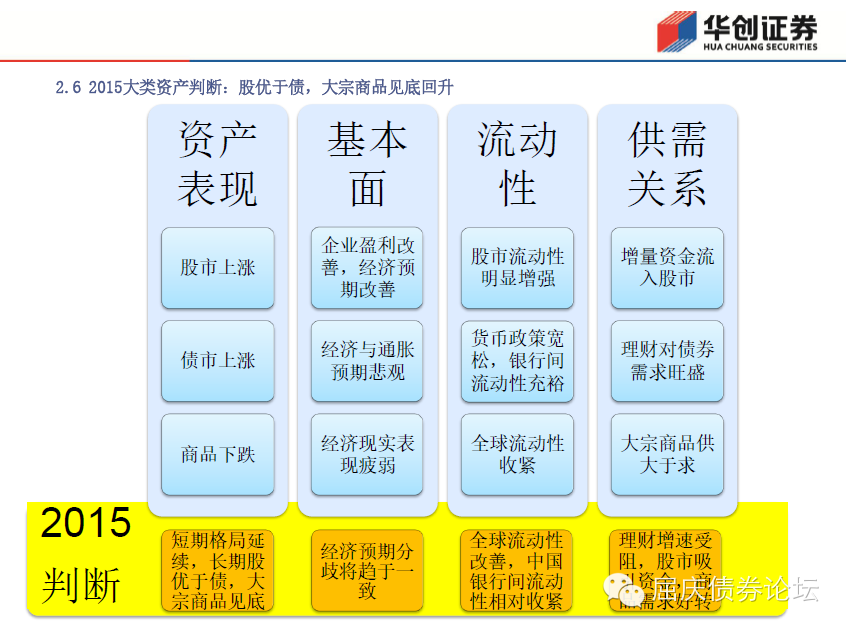 华创证券
HUA CHUANG SECURITIES
2.6 2015大类资产判断：股优于债，大宗商品见底回升
资产
表现
股市上涨
债市上涨
商品下跌
基本
面
企业盈利改
善，经济预
期改善
经济与通胀
预期悲观
经济现实表
现疲弱
流动
性
股市流动性
明显增强
货币政策宽
松，银行间
流动性充裕
全球流动性
收紧
供需
关系
增量资金流
入股市
理财对债券
需求旺盛
大宗商品供
大于求
2015
判断
短期格局延
续，长期股
优于债，大
宗商品见底
经济预期分
歧将趋于一
致
全球流动性
改善，中国
银行间流动
性相对收紧
理财增速受
阻，股市吸
资金，商
品需求好转
屈庆债券论坛